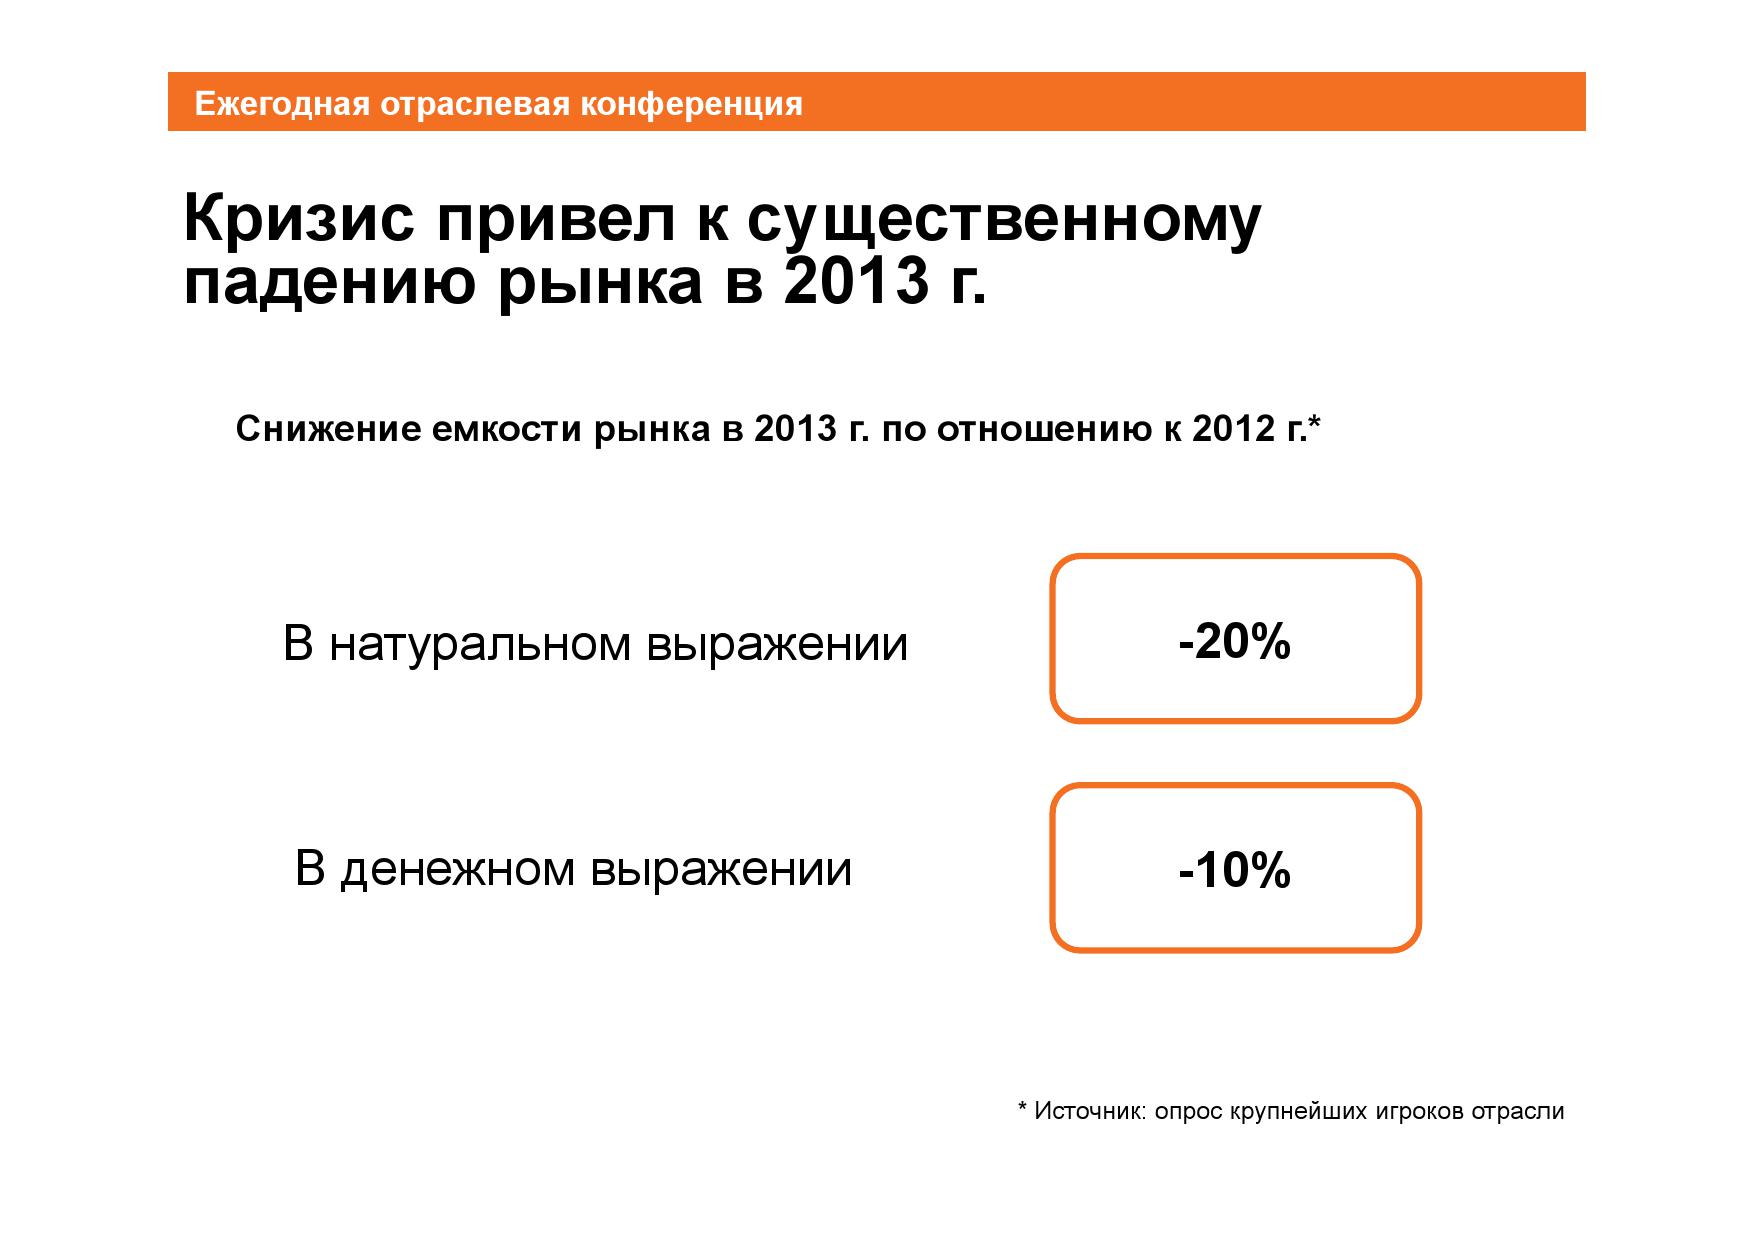 Ежегодная отраслевая конференция
Кризис привел к существенному
падению рынка в 2013 г.
Снижение емкости рынка в 2013 г. по отношению к 2012 г.*
В натуральном выражении
-20%
В денежном выражении
-10%
* Источник: опрос крупнейших игроков отрасли